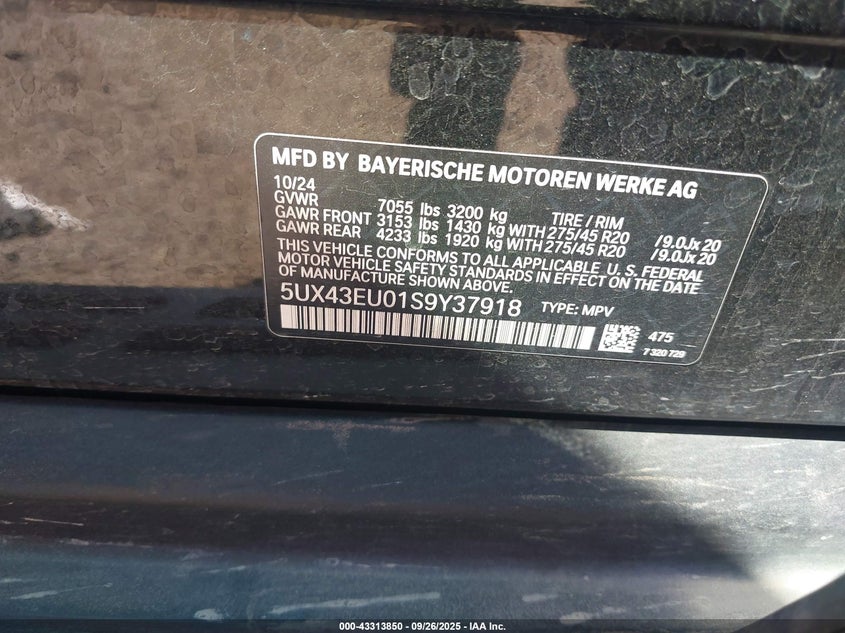 MFD BY BAYERISCHE MOTOREN WERKE AG
10/24
GVWR 7055 lbs 3200 kg TIRE / RIM
GAWR FRONT 3153 lbs 1430 kg WITH 275/45 R20 /9.0Jx20
GAWR REAR 4233 lbs 1920 kg WITH 275/45 R20 /9.0Jx20
THIS VEHICLE CONFORMS TO ALL APPLICABLE U. S. FEDERAL
MOTOR VEHICLE SAFETY STANDARDS IN EFFECT ON THE DATE
OF MANUFACTURE SHOWN ABOVE.
5UX43EU01S9Y37918 TYPE: MPV
475
7 320 729
000-43313850 - 09/26/2025 - IAA Inc.